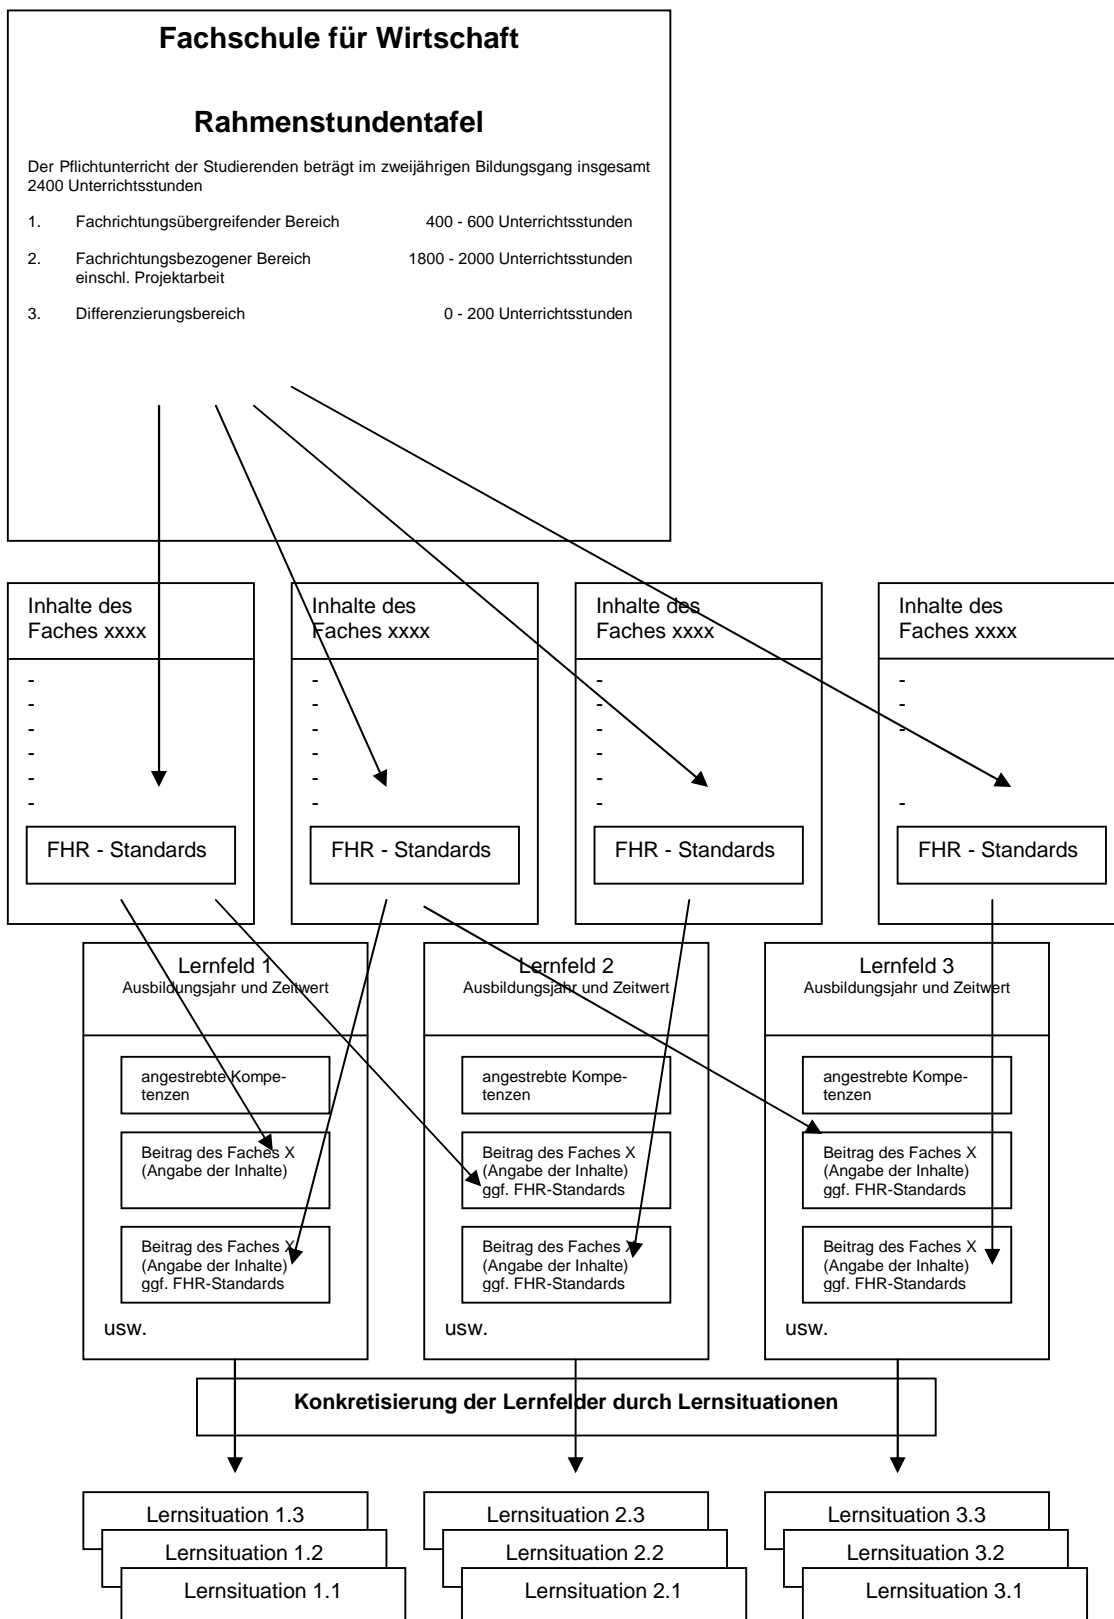 Fachschule für Wirtschaft
Rahmenstundentafel
Der Pflichtunterricht der Studierenden beträgt im zweijährigen Bildungsgang insgesamt
2400 Unterrichtsstunden
1. Fachrichtungsübergreifender Bereich 400 - 600 Unterrichtsstunden
2. Fachrichtungsbezogener Bereich 1800 - 2000 Unterrichtsstunden
einschl. Projektarbeit
3. Differenzierungsbereich 0 - 200 Unterrichtsstunden
Inhalte des
Faches xxxx
-
-
-
-
-
-
FHR - Standards
Inhalte des
Faches xxxx
-
-
-
-
-
-
FHR - Standards
Inhalte des
Faches xxxx
-
-
-
-
-
-
FHR - Standards
Inhalte des
Faches xxxx
-
-
-
-
FHR - Standards
Lernfeld 1
Ausbildungsjahr und Zeitwert
angestrebte Kompe-
tenzen
Beitrag des Faches X
(Angabe der Inhalte)
Beitrag des Faches X
(Angabe der Inhalte)
ggf. FHR-Standards
usw.
Lernfeld 2
Ausbildungsjahr und Zeitwert
angestrebte Kompe-
tenzen
Beitrag des Faches X
(Angabe der Inhalte)
ggf. FHR-Standards
Beitrag des Faches X
(Angabe der Inhalte)
ggf. FHR-Standards
usw.
Lernfeld 3
Ausbildungsjahr und Zeitwert
angestrebte Kompe-
tenzen
Beitrag des Faches X
(Angabe der Inhalte)
ggf. FHR-Standards
Beitrag des Faches X
(Angabe der Inhalte)
ggf. FHR-Standards
usw.
Konkretisierung der Lernfelder durch Lernsituationen
Lernsituation 1.3
Lernsituation 1.2
Lernsituation 1.1
Lernsituation 2.3
Lernsituation 2.2
Lernsituation 2.1
Lernsituation 3.3
Lernsituation 3.2
Lernsituation 3.1